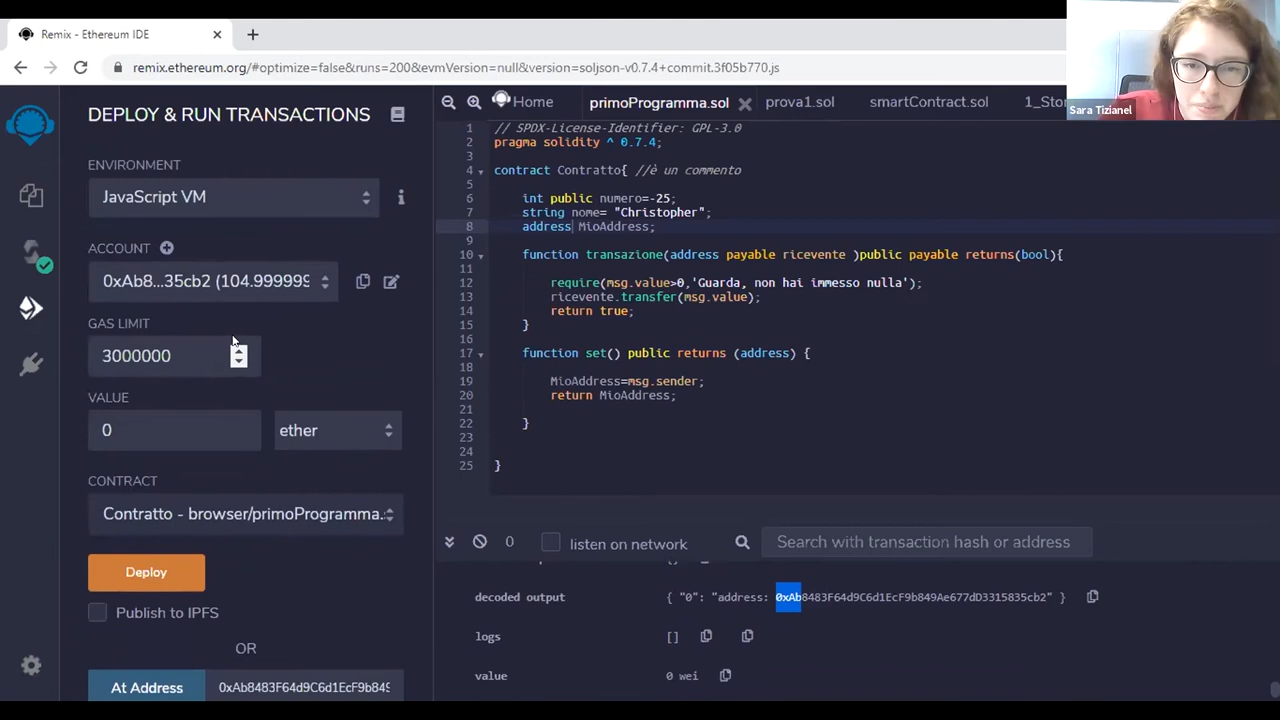 Remix - Ethereum IDE
remix.ethereum.org/#optimize=false&runs=200&evmVersion=null&version=soljson-v0.7.4+commit.3f05b770.js
Sara Tizianel
DEPLOY & RUN TRANSACTIONS
ENVIRONMENT
JavaScript VM
i
ACCOUNT
0xAb8...35cb2 (104.999999
GAS LIMIT
3000000
VALUE
0
ether
CONTRACT
Contratto - browser/primoProgramma.
Deploy
Publish to IPFS
OR
At Address
0xAb8483F64d9C6d1EcF9b849
Home primoProgramma.sol prova1.sol smartContract.sol 1_Sto
1 // SPDX-License-Identifier: GPL-3.0
2 pragma solidity ^ 0.7.4;
3
4 contract Contratto{ //è un commento
5
6 int public numero=-25;
7 string nome= "Christopher";
8 address MioAddress;
9
10 function transazione(address payable ricevente )public payable returns(bool){
11
12 require(msg.value>0,'Guarda, non hai immesso nulla');
13 ricevente.transfer(msg.value);
14 return true;
15 }
16
17 function set() public returns (address) {
18
19 MioAddress=msg.sender;
20 return MioAddress;
21
22 }
23
24
25 }
0
listen on network
Search with transaction hash or address
decoded output { "0": "address: 0xAb8483F64d9C6d1EcF9b849Ae677dD3315835cb2" }
logs []
value 0 wei